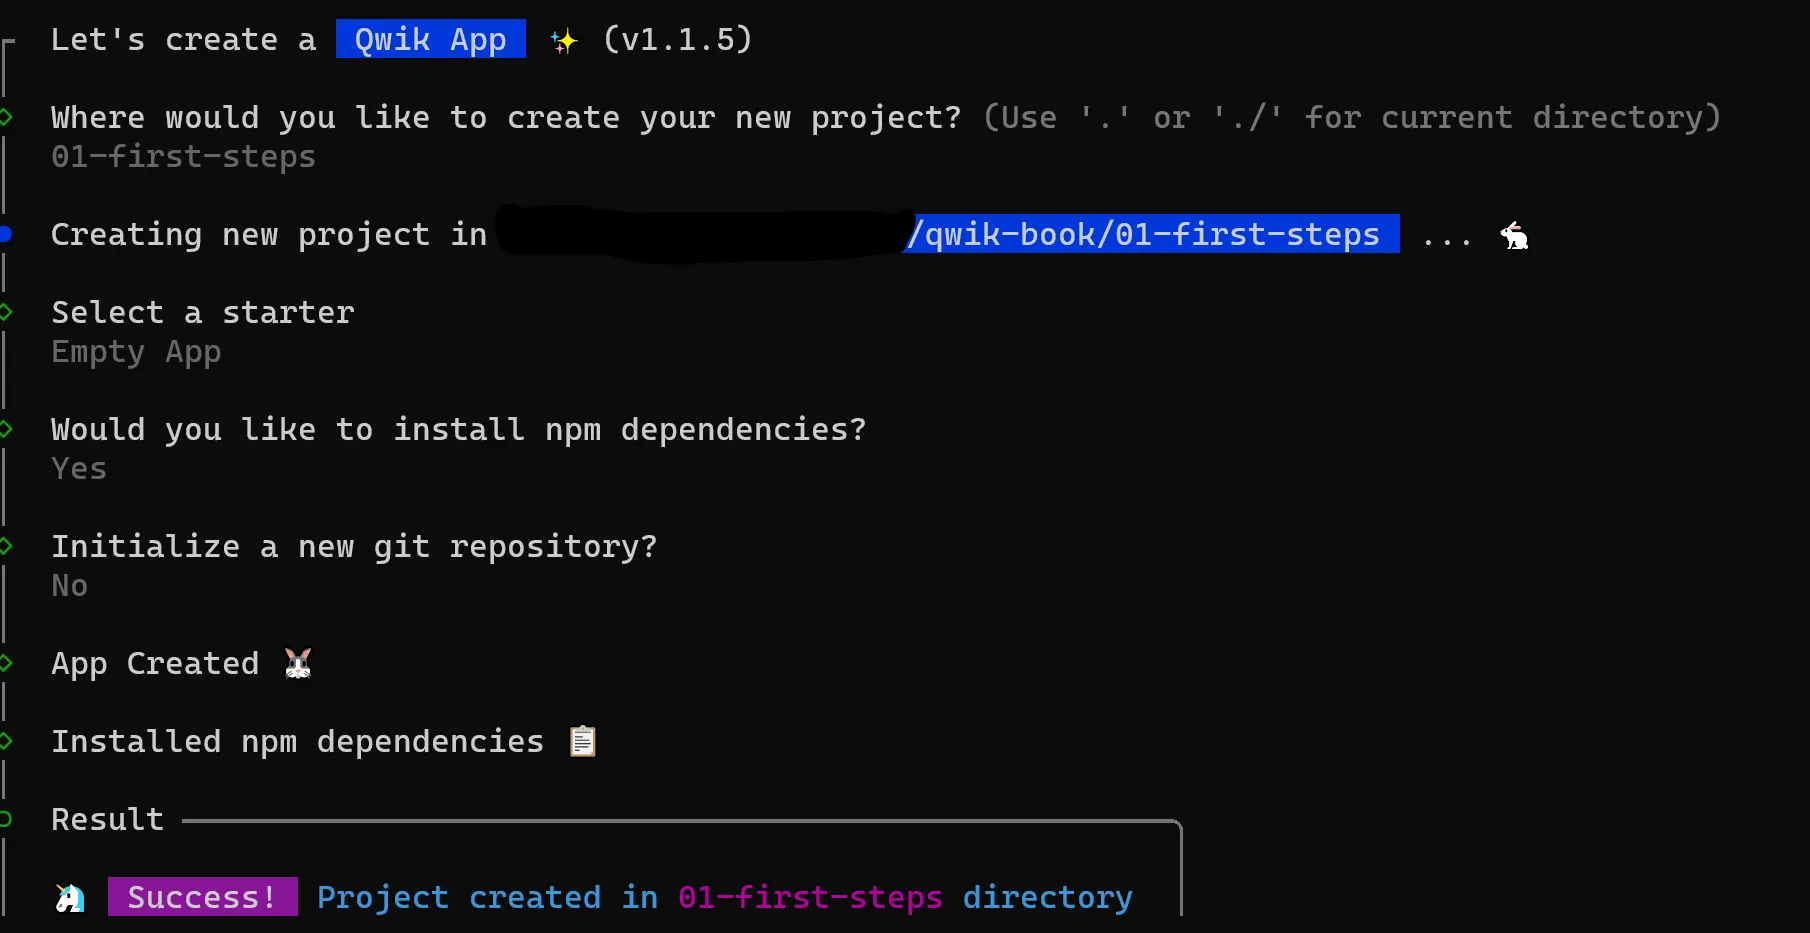 Let's create a Qwik App ✨ (v1.1.5)
Where would you like to create your new project? (Use '.' or './' for current directory)
01-first-steps
Creating new project in /qwik-book/01-first-steps ... 🐇
Select a starter
Empty App
Would you like to install npm dependencies?
Yes
Initialize a new git repository?
No
App Created 🐰
Installed npm dependencies 📋
Result
🦄 Success! Project created in 01-first-steps directory